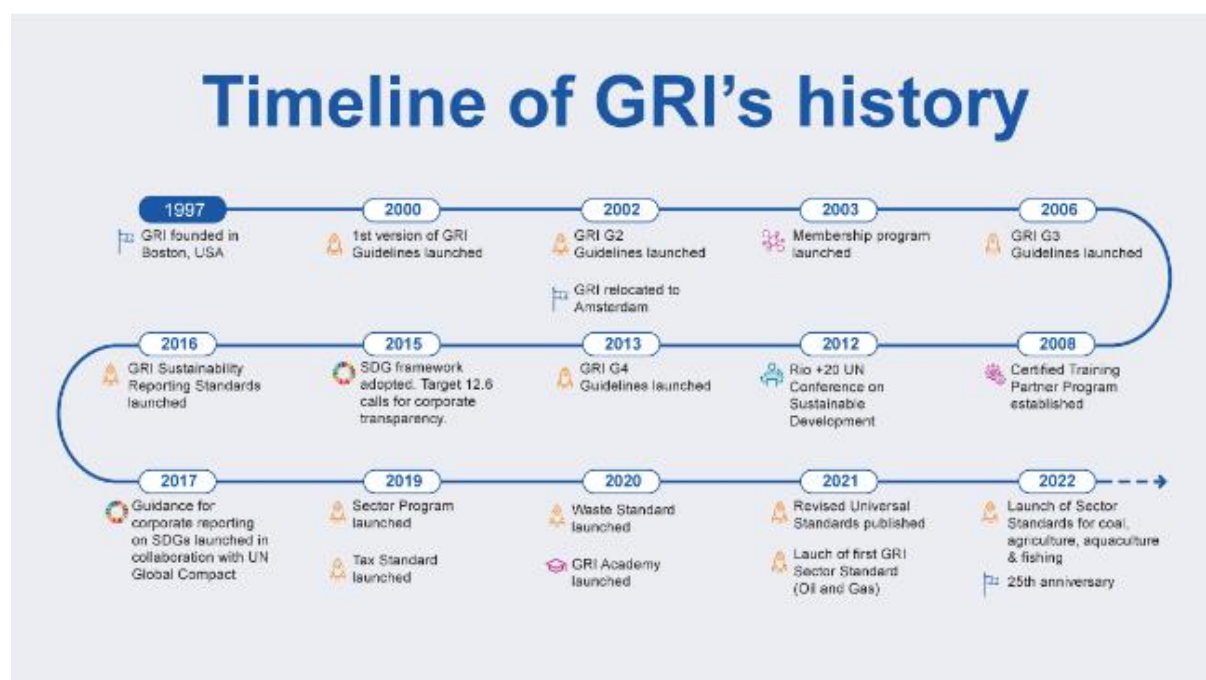 Timeline of GRI's history
1997
GRI founded in
Boston, USA
2000
1st version of GRI
Guidelines launched
2002
GRI G2
Guidelines launched
GRI relocated to
Amsterdam
2003
Membership program
launched
2006
GRI G3
Guidelines launched
2008
Certified Training
Partner Program
established
2012
Rio +20 UN
Conference on
Sustainable
Development
2013
GRI G4
Guidelines launched
2015
SDG framework
adopted. Target 12.6
calls for corporate
transparency.
2016
GRI Sustainability
Reporting Standards
launched
2017
Guidance for
corporate reporting
on SDGs launched in
collaboration with UN
Global Compact
2019
Sector Program
launched
Tax Standard
launched
2020
Waste Standard
launched
GRI Academy
launched
2021
Revised Universal
Standards published
Lauch of first GRI
Sector Standard
(Oil and Gas)
2022
Launch of Sector
Standards for coal,
agriculture, aquaculture
& fishing
25th anniversary